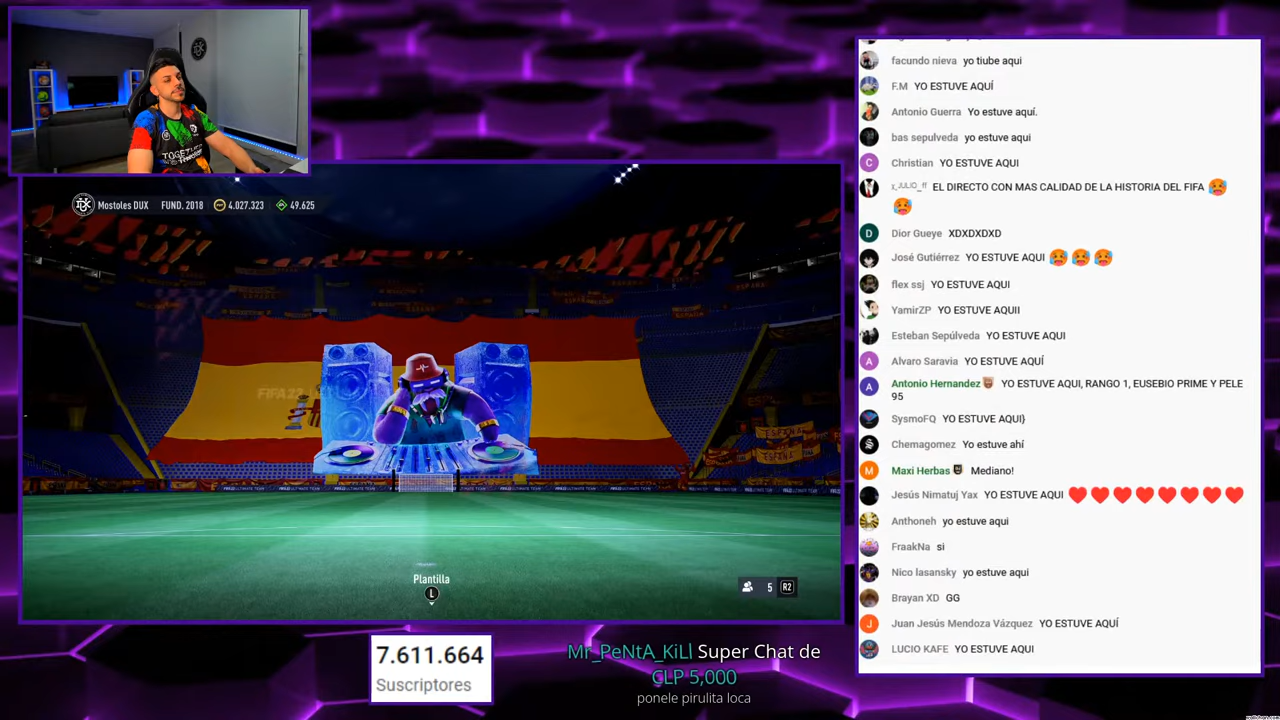 TOGETHER
Mostoles DUX FUND. 2018 4.027.323 49.625
FIFA 23
Plantilla
L
5 R2
7.611.664
Suscriptores
Mr_PeNtA_KiLl Super Chat de
CLP 5,000
ponele pirulita loca
facundo nieva yo tiube aqui
F.M YO ESTUVE AQUÍ
Antonio Guerra Yo estuve aquí.
bas sepulveda yo estuve aqui
C Christian YO ESTUVE AQUI
χ_JULIO_ff EL DIRECTO CON MAS CALIDAD DE LA HISTORIA DEL FIFA 🥵
🥵
D Dior Gueye XDXDXDXD
José Gutiérrez YO ESTUVE AQUI 🥵 🥵 🥵
flex ssj YO ESTUVE AQUI
YamirZP YO ESTUVE AQUII
Esteban Sepúlveda YO ESTUVE AQUI
A Alvaro Saravia YO ESTUVE AQUÍ
A Antonio Hernandez YO ESTUVE AQUI, RANGO 1, EUSEBIO PRIME Y PELE
95
SysmoFQ YO ESTUVE AQUI}
Chemagomez Yo estuve ahí
M Maxi Herbas Mediano!
Jesús Nimatuj Yax YO ESTUVE AQUI ❤️ ❤️ ❤️ ❤️ ❤️ ❤️ ❤️ ❤️
Anthoneh yo estuve aqui
FraakNa si
Nico lasansky yo estuve aqui
Brayan XD GG
J Juan Jesús Mendoza Vázquez YO ESTUVE AQUÍ
LUCIO KAFE YO ESTUVE AQUI